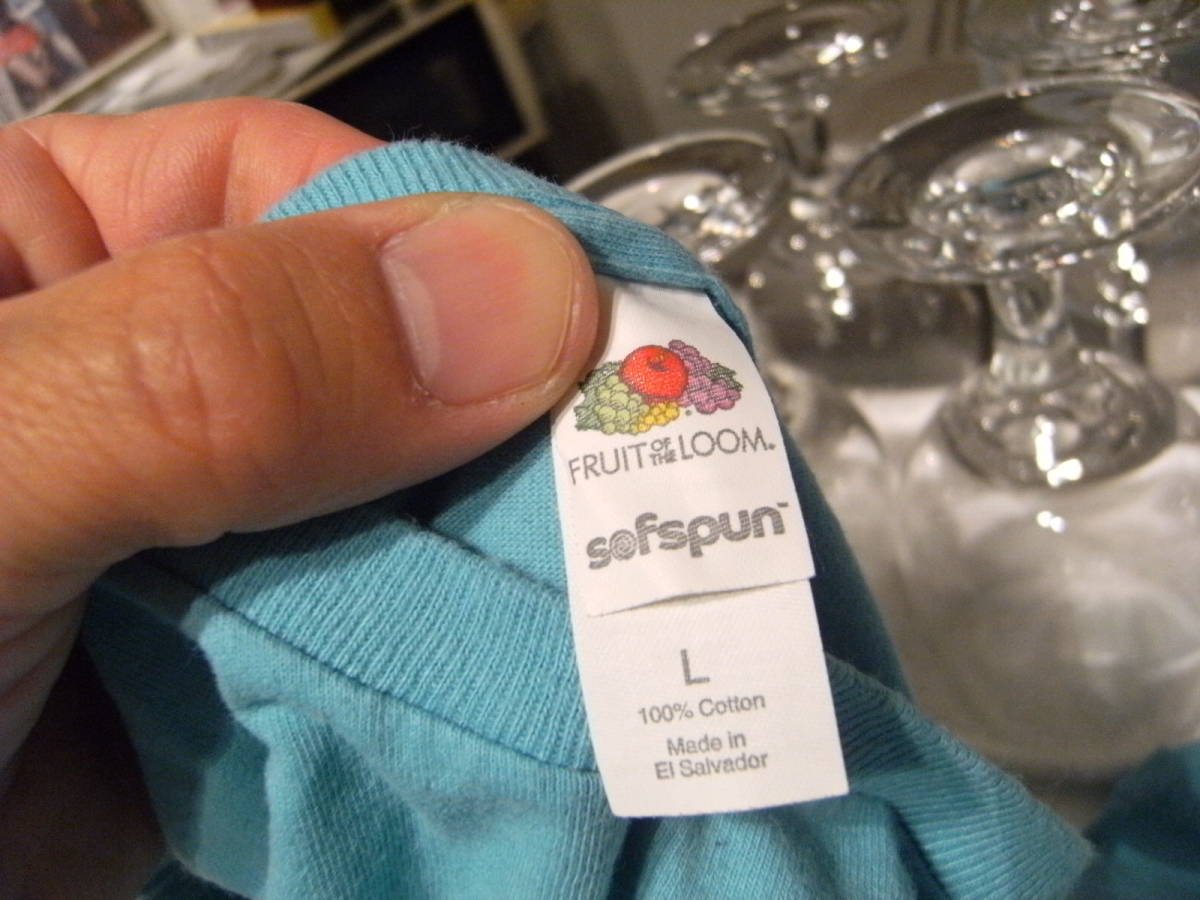 FRUIT OF THE LOOM®
sofspun™
L
100% Cotton
Made in
El Salvador